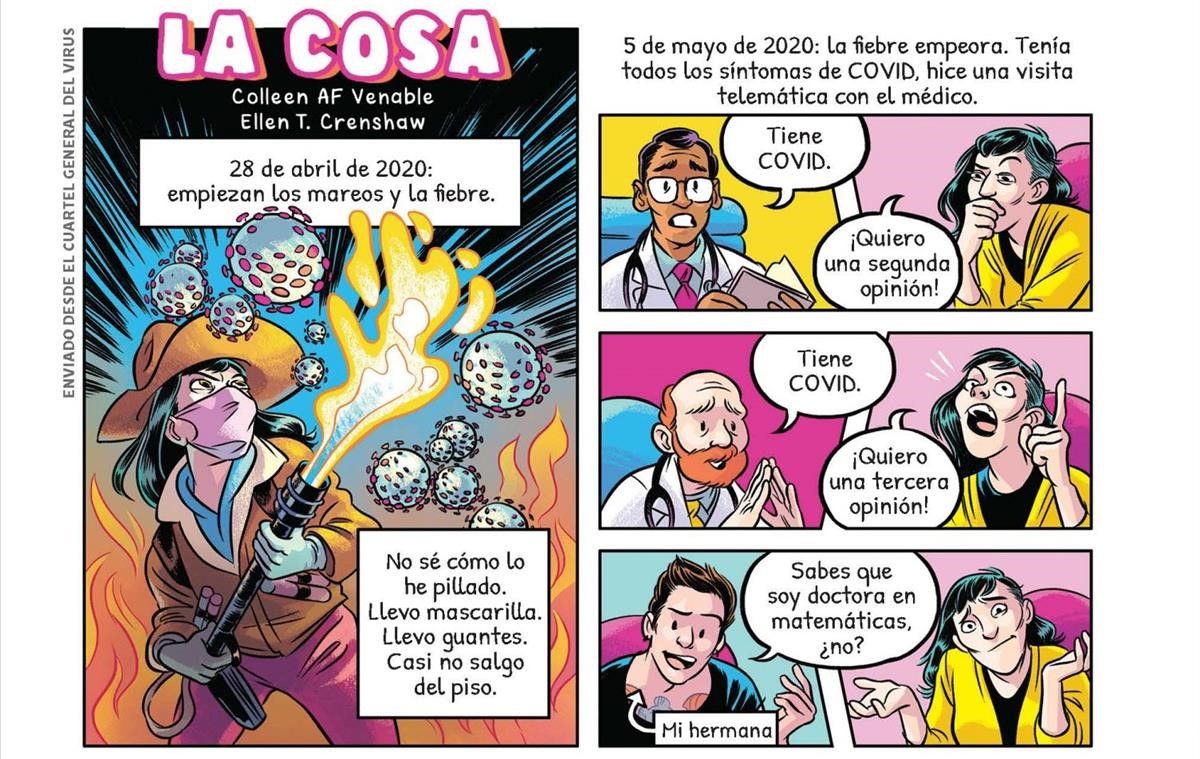 ENVIADO DESDE EL CUARTEL GENERAL DEL VIRUS
LA COSA
Colleen AF Venable
Ellen T. Crenshaw
28 de abril de 2020:
empiezan los mareos y la fiebre.
No sé cómo lo
he pillado.
Llevo mascarilla.
Llevo guantes.
Casi no salgo
del piso.
5 de mayo de 2020: la fiebre empeora. Tenía
todos los síntomas de COVID, hice una visita
telemática con el médico.
Tiene
COVID.
¡Quiero
una segunda
opinión!
Tiene
COVID.
¡Quiero
una tercera
opinión!
Sabes que
soy doctora en
matemáticas,
¿no?
Mi hermana